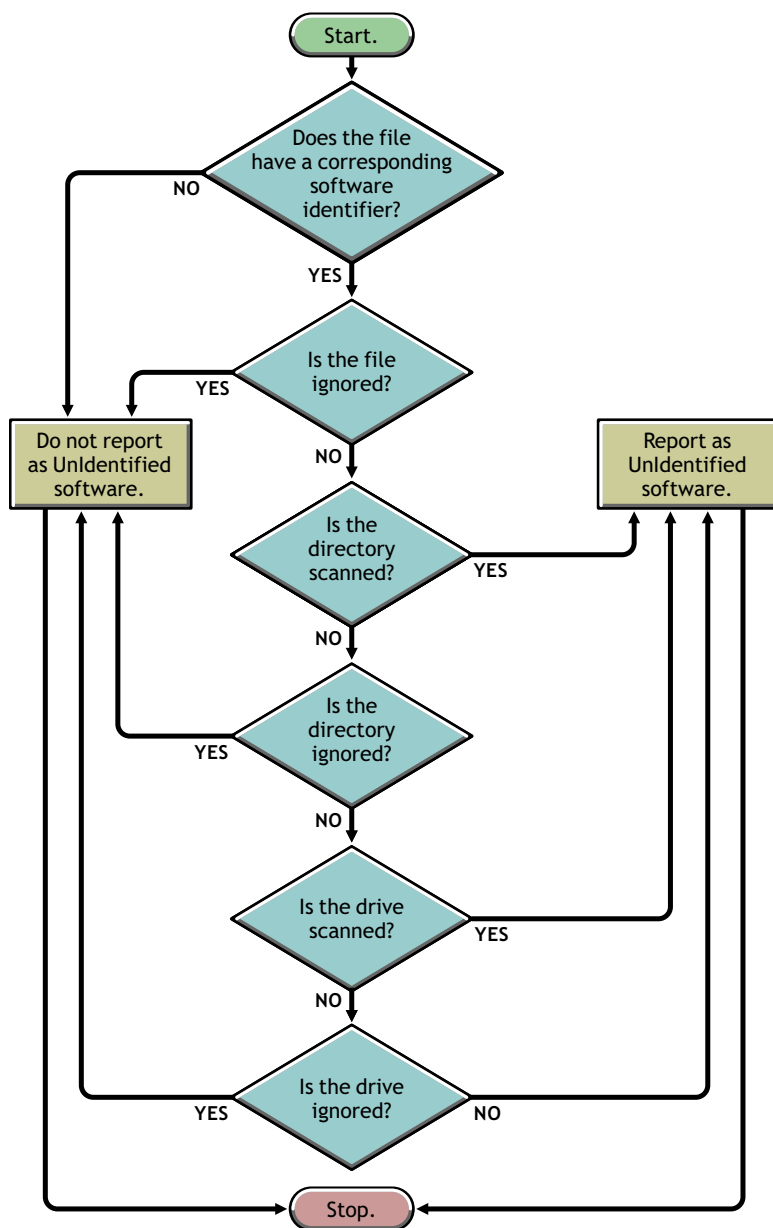 Start.
Does the file
have a corresponding
software
identifier?
NO
YES
Is the file
ignored?
YES
NO
Do not report
as UnIdentified
software.
Report as
UnIdentified
software.
Is the
directory
scanned?
YES
NO
Is the
directory
ignored?
YES
NO
Is the drive
scanned?
YES
NO
Is the drive
ignored?
YES
NO
Stop.